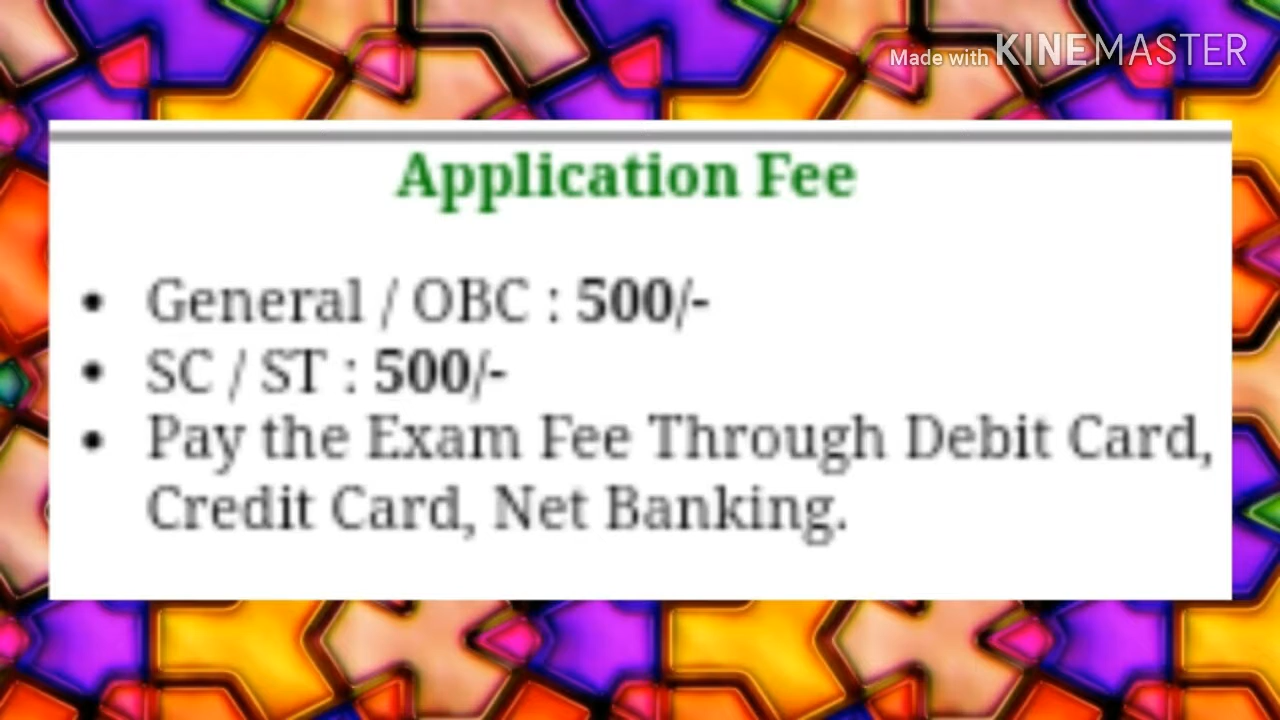 Made with KINEMASTER
Application Fee
• General / OBC : 500/-
• SC / ST : 500/-
• Pay the Exam Fee Through Debit Card,
Credit Card, Net Banking.